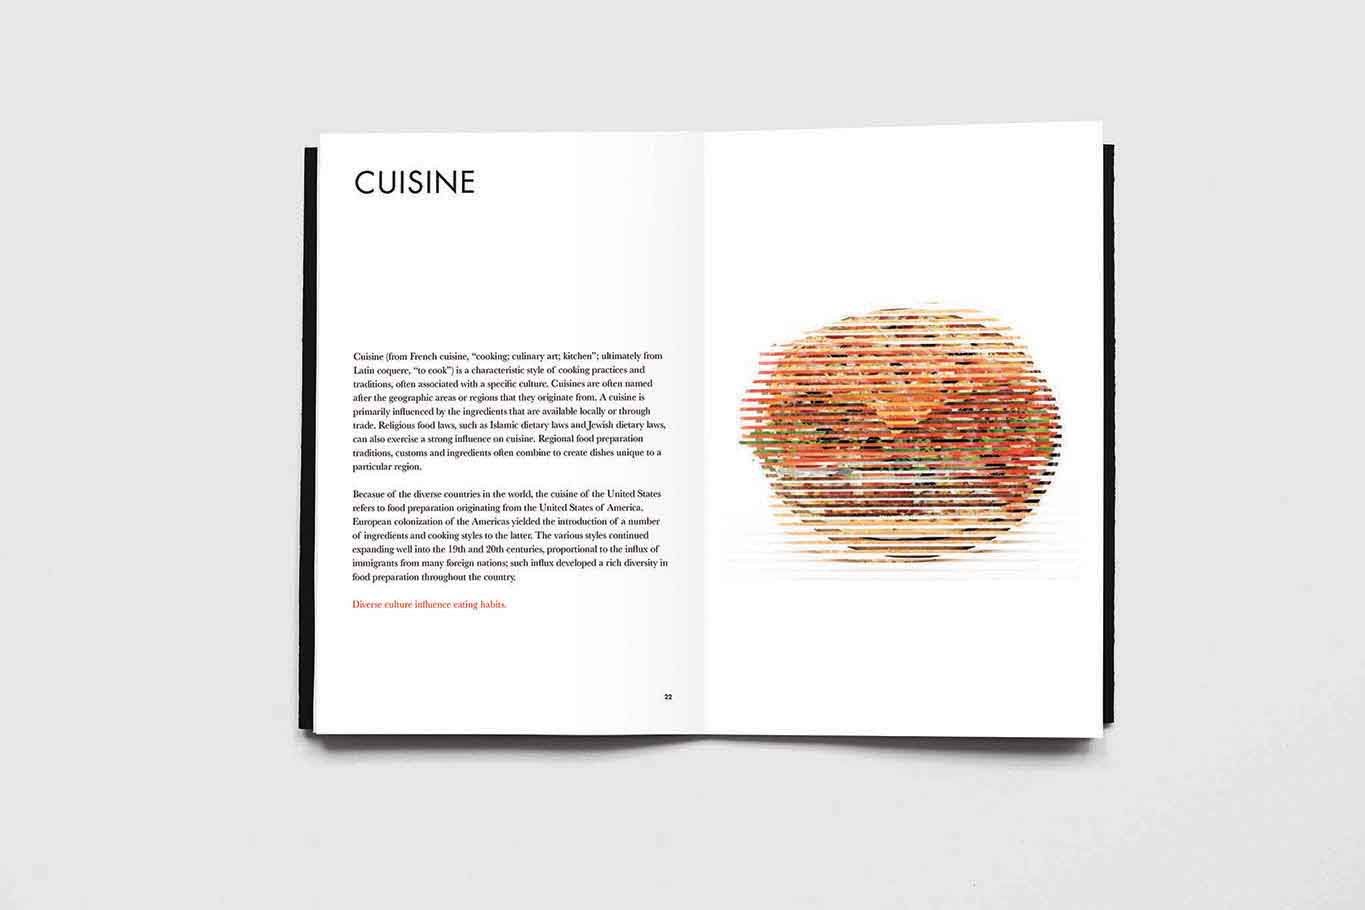 CUISINE
Cuisine (from French cuisine, “cooking; culinary art; kitchen”; ultimately from
Latin coquere, “to cook”) is a characteristic style of cooking practices and
traditions, often associated with a specific culture. Cuisines are often named
after the geographic areas or regions that they originate from. A cuisine is
primarily influenced by the ingredients that are available locally or through
trade. Religious food laws, such as Islamic dietary laws and Jewish dietary laws,
can also exercise a strong influence on cuisine. Regional food preparation
traditions, customs and ingredients often combine to create dishes unique to a
particular region.
Becasue of the diverse countries in the world, the cuisine of the United States
refers to food preparation originating from the United States of America.
European colonization of the Americas yielded the introduction of a number
of ingredients and cooking styles to the latter. The various styles continued
expanding well into the 19th and 20th centuries, proportional to the influx of
immigrants from many foreign nations; such influx developed a rich diversity in
food preparation throughout the country.
Diverse culture influence eating habits.
22